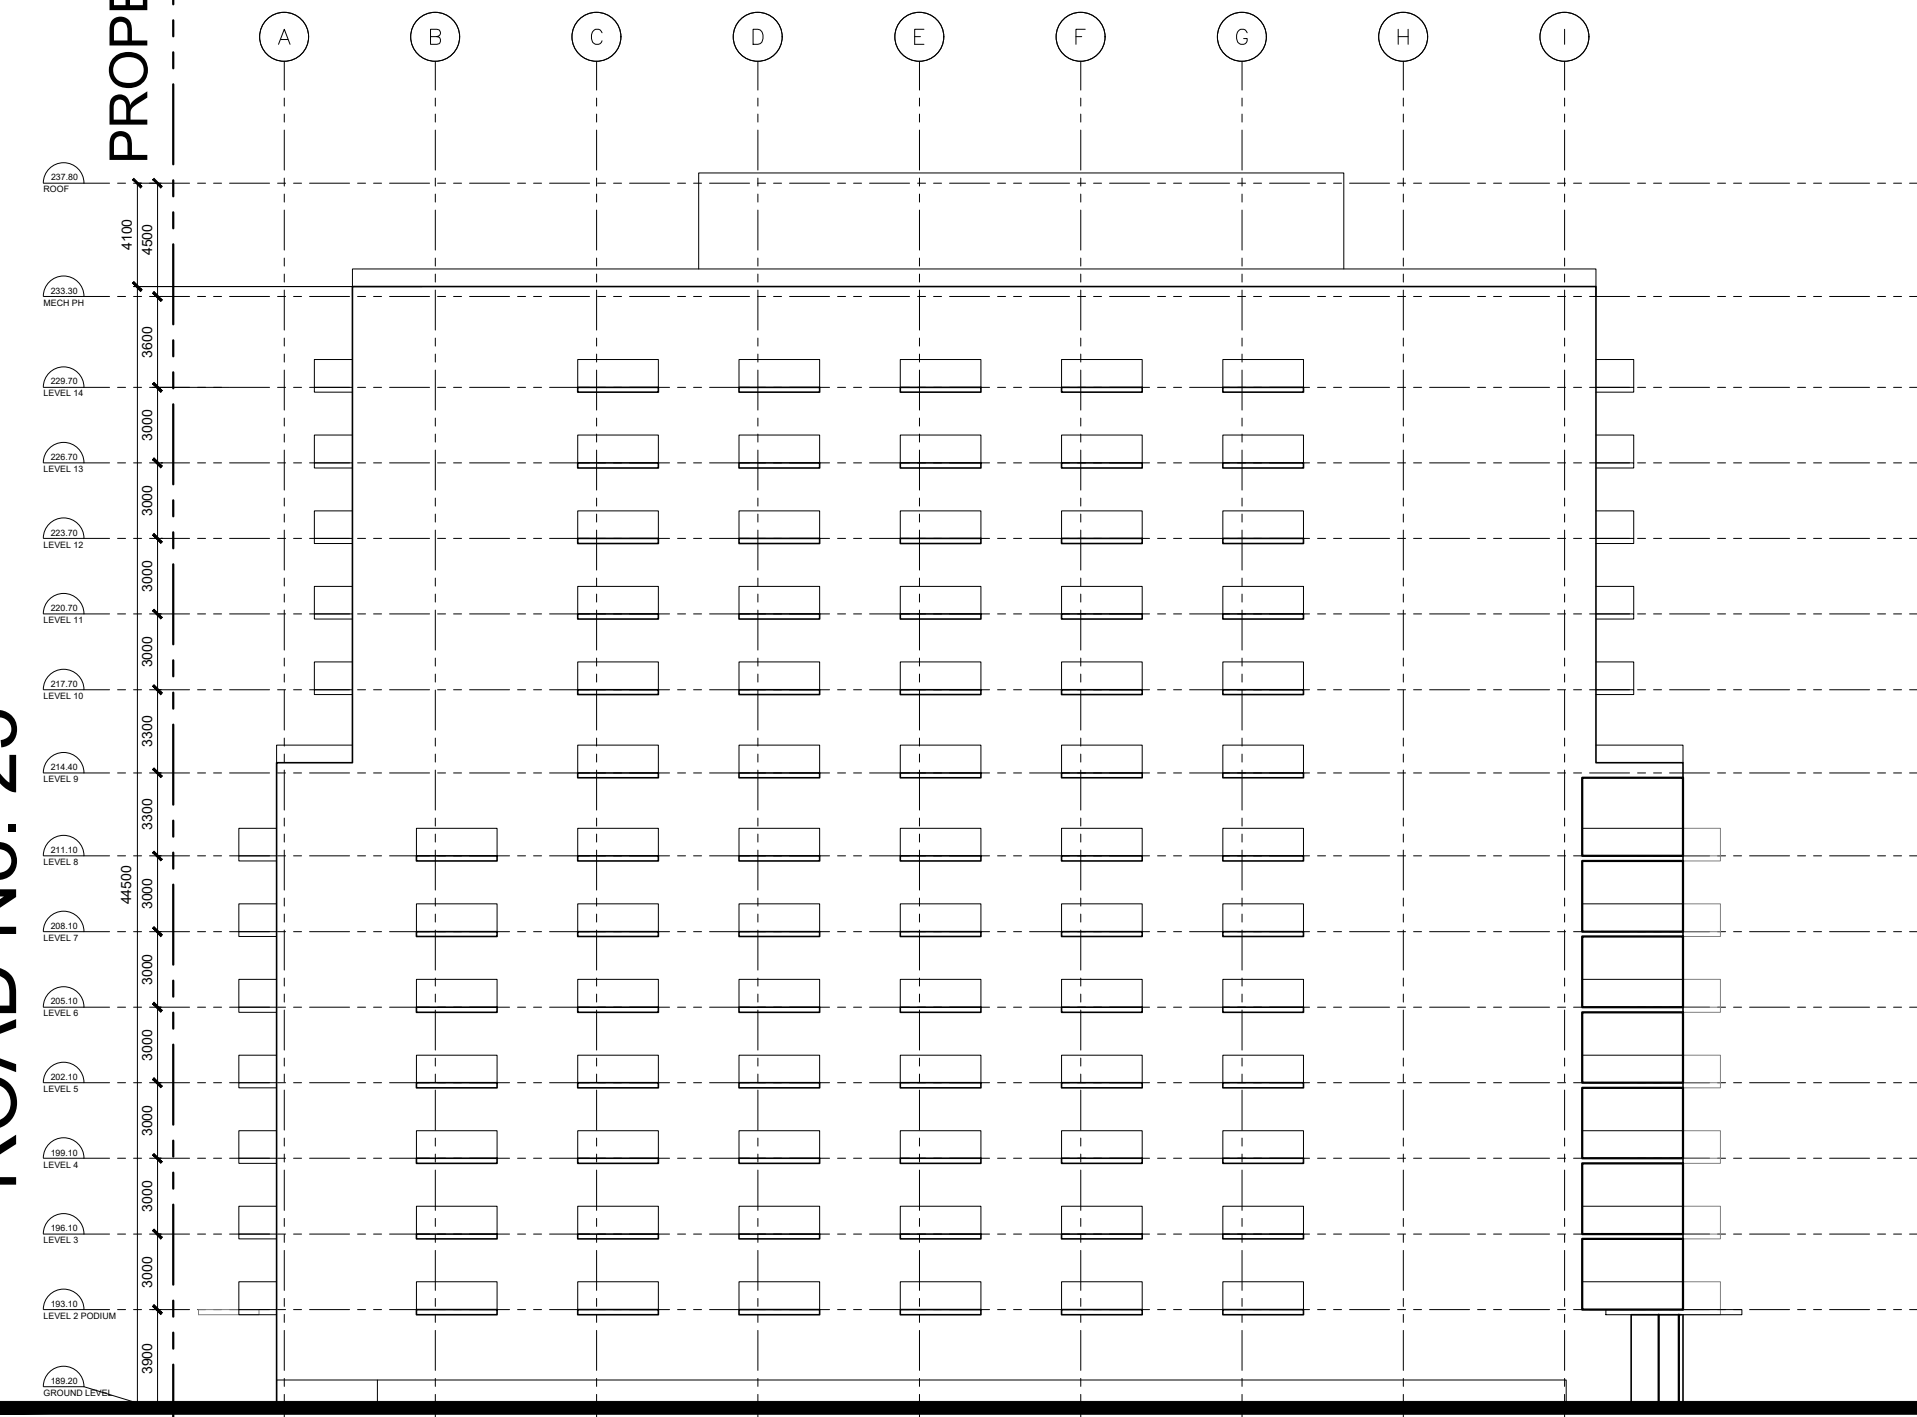 PROPE
A B C D E F G H I
237.80
ROOF
4100
4500
233.30
MECH PH
3600
229.70
LEVEL 14
3000
226.70
LEVEL 13
3000
223.70
LEVEL 12
3000
220.70
LEVEL 11
3000
217.70
LEVEL 10
3300
214.40
LEVEL 9
3300
211.10
LEVEL 8
44500
3000
208.10
LEVEL 7
3000
205.10
LEVEL 6
3000
202.10
LEVEL 5
3000
199.10
LEVEL 4
3000
196.10
LEVEL 3
3000
193.10
LEVEL 2 PODIUM
3900
189.20
GROUND LEVEL